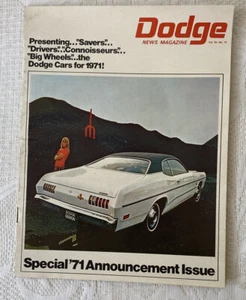 Dodge
NEWS MAGAZINE
Presenting..."Savers"...
"Drivers"..."Connoisseurs"...
"Big Wheels"...the
Dodge Cars for 1971!
Special '71 Announcement Issue